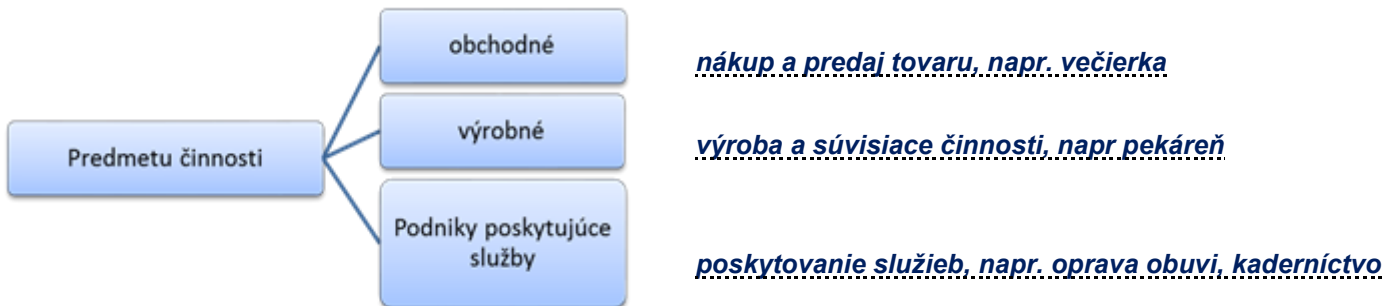 obchodné
nákup a predaj tovaru, napr. večierka
výrobné
výroba a súvisiace činnosti, napr pekáreň
Predmetu činnosti
Podniky poskytujúce
služby
poskytovanie služieb, napr. oprava obuvi, kaderníctvo